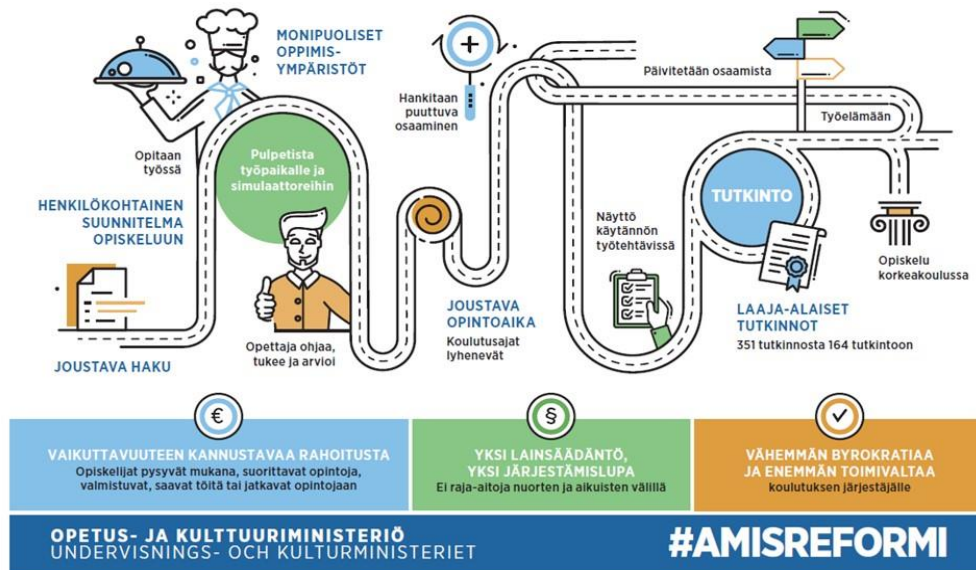 MONIPUOLISET
OPPIMIS-
YMPÄRISTÖT
Opitaan
työssä
Pulpetista
työpaikalle ja
simulaattoreihin
HENKILÖKOHTAINEN
SUUNNITELMA
OPISKELUUN
JOUSTAVA HAKU
Opettaja ohjaa,
tukee ja arvioi
Hankitaan
puuttuva
osaaminen
JOUSTAVA
OPINTOAIKA
Koulutusajat
lyhenevät
Päivitetään osaamista
Työelämään
Näyttö
käytännön
työtehtävissä
TUTKINTO
Opiskelu
korkeakoulussa
LAAJA-ALAISET
TUTKINNOT
351 tutkinnosta 164 tutkintoon
€
VAIKUTTAVUUTEEN KANNUSTAVAA RAHOITUSTA
Opiskelijat pysyvät mukana, suorittavat opintoja,
valmistuvat, saavat töitä tai jatkavat opintojaan
§
YKSI LAINSÄÄDÄNTÖ,
YKSI JÄRJESTÄMISLUPA
Ei raja-aitoja nuorten ja aikuisten välillä
VÄHEMMÄN BYROKRATIAA
JA ENEMMÄN TOIMIVALTAA
koulutuksen järjestäjälle
OPETUS- JA KULTTUURIMINISTERIÖ
UNDERVISNINGS- OCH KULTURMINISTERIET
#AMISREFORMI